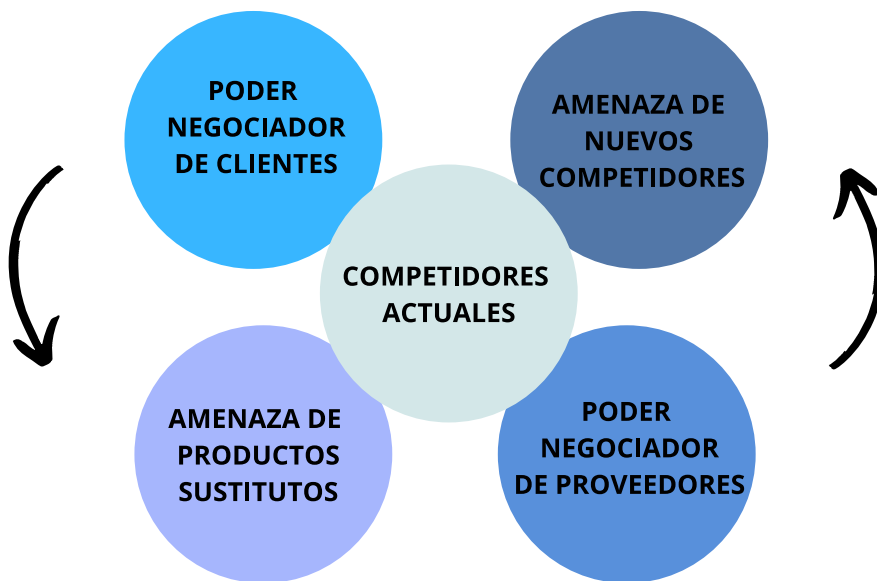 PODER
NEGOCIADOR
DE CLIENTES
AMENAZA DE
NUEVOS
COMPETIDORES
COMPETIDORES
ACTUALES
AMENAZA DE
PRODUCTOS
SUSTITUTOS
PODER
NEGOCIADOR
DE PROVEEDORES